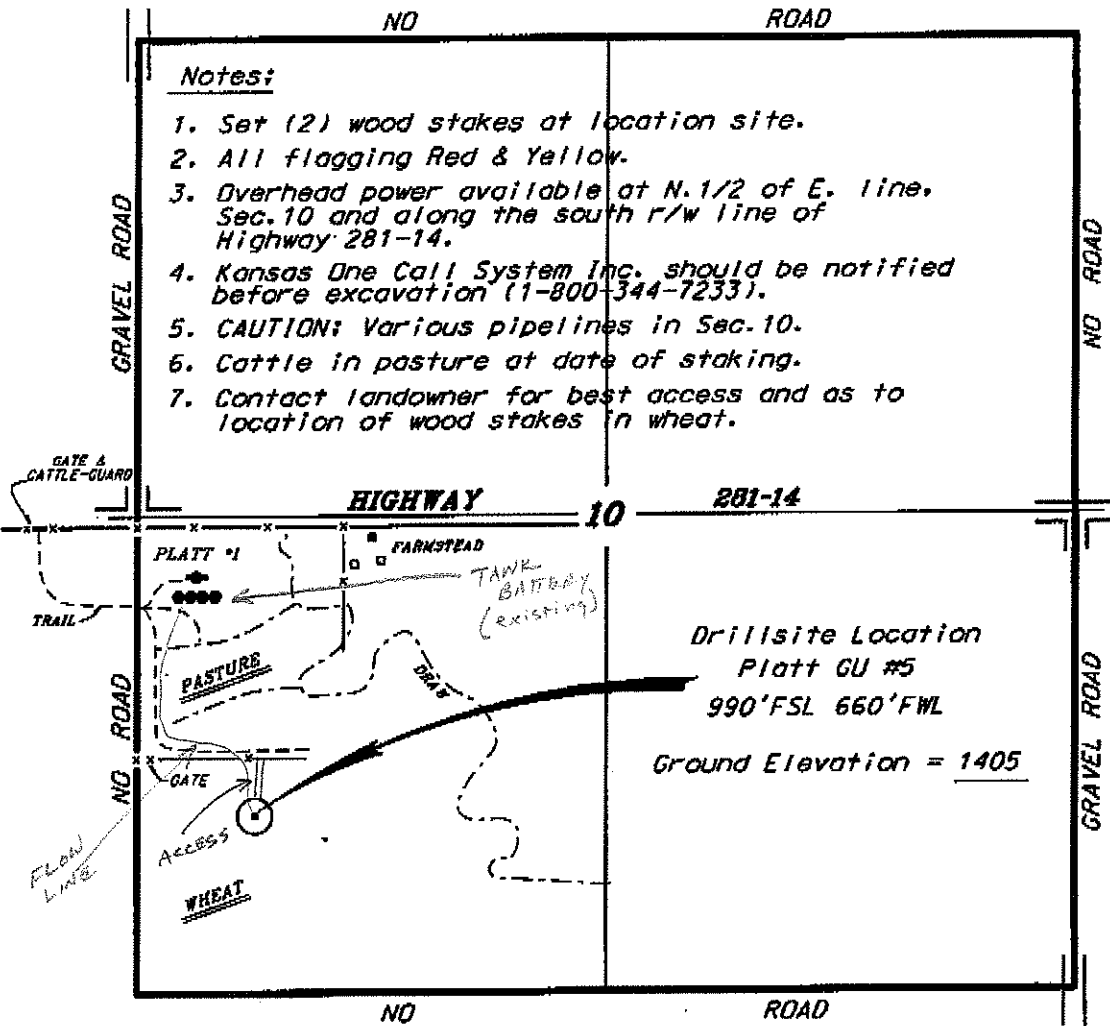 NO ROAD
Notes:
1. Set (2) wood stakes at location site.
2. All flagging Red & Yellow.
3. Overhead power available at N.1/2 of E. line,
Sec.10 and along the south r/w line of
Highway 281-14.
4. Kansas One Call System Inc. should be notified
before excavation (1-800-344-7233).
5. CAUTION: Various pipelines in Sec.10.
6. Cattle in pasture at date of staking.
7. Contact landowner for best access and as to
location of wood stakes in wheat.
GRAVEL ROAD
NO ROAD
GATE &
CATTLE-GUARD
HIGHWAY 10 281-14
PLATT #1
FARMSTEAD
TANK
BATTERY
(existing)
TRAIL
PASTURE
DRAW
Drillsite Location
Platt GU #5
990'FSL 660'FWL
Ground Elevation = 1405
NO ROAD
GATE
ACCESS
FLOW
LINE
WHEAT
GRAVEL ROAD
NO ROAD